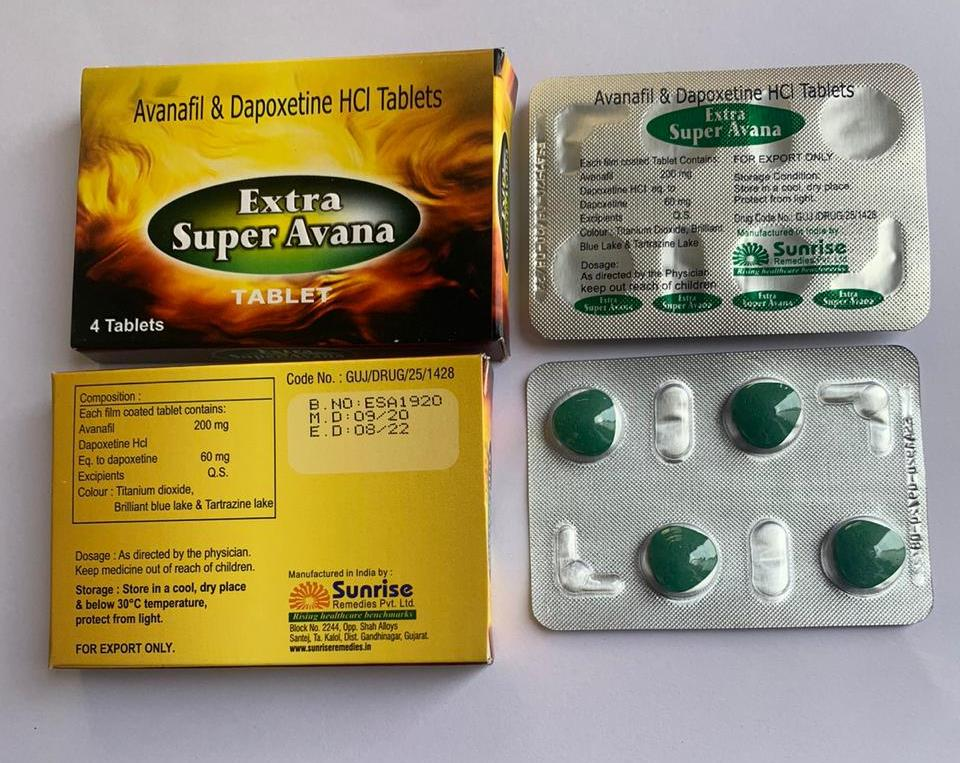 Avanafil & Dapoxetine HCl Tablets
Extra
Super Avana
TABLET
4 Tablets
Avanafil & Dapoxetine HCl Tablets
Extra
Super Avana
Each film coated Tablet Contains:
Avanafil 200 mg
Dapoxetine HCl eq. to
Dapoxetine 60 mg
Excipients Q.S.
Colour : Titanium Dioxide, Brilliant
Blue Lake & Tartrazine Lake
Dosage:
As directed by the Physician
keep out reach of children
FOR EXPORT ONLY
Storage Condition:
Store in a cool, dry place.
Protect from light.
Drug Code No.: GUJ/DRUG/25/1428
Manufactured in India by
Sunrise
Remedies Pvt. Ltd.
Rising healthcare benchmarks
Extra
Super Avana
Extra
Super Avana
Extra
Super Avana
Extra
Super Avana
Composition :
Each film coated tablet contains:
Avanafil 200 mg
Dapoxetine Hcl
Eq. to dapoxetine 60 mg
Excipients Q.S.
Colour : Titanium dioxide,
Brilliant blue lake & Tartrazine lake
Code No. : GUJ/DRUG/25/1428
B.NO:ESA1920
M.D:09/20
E.D:08/22
Dosage : As directed by the physician.
Keep medicine out of reach of children.
Storage : Store in a cool, dry place
& below 30°C temperature,
protect from light.
FOR EXPORT ONLY.
Manufactured in India by :
Sunrise
Remedies Pvt. Ltd.
Rising healthcare benchmarks
Block No. 2244, Opp. Shah Alloys
Santej, Ta. Kalol, Dist. Gandhinagar, Gujarat.
www.sunriseremedies.in